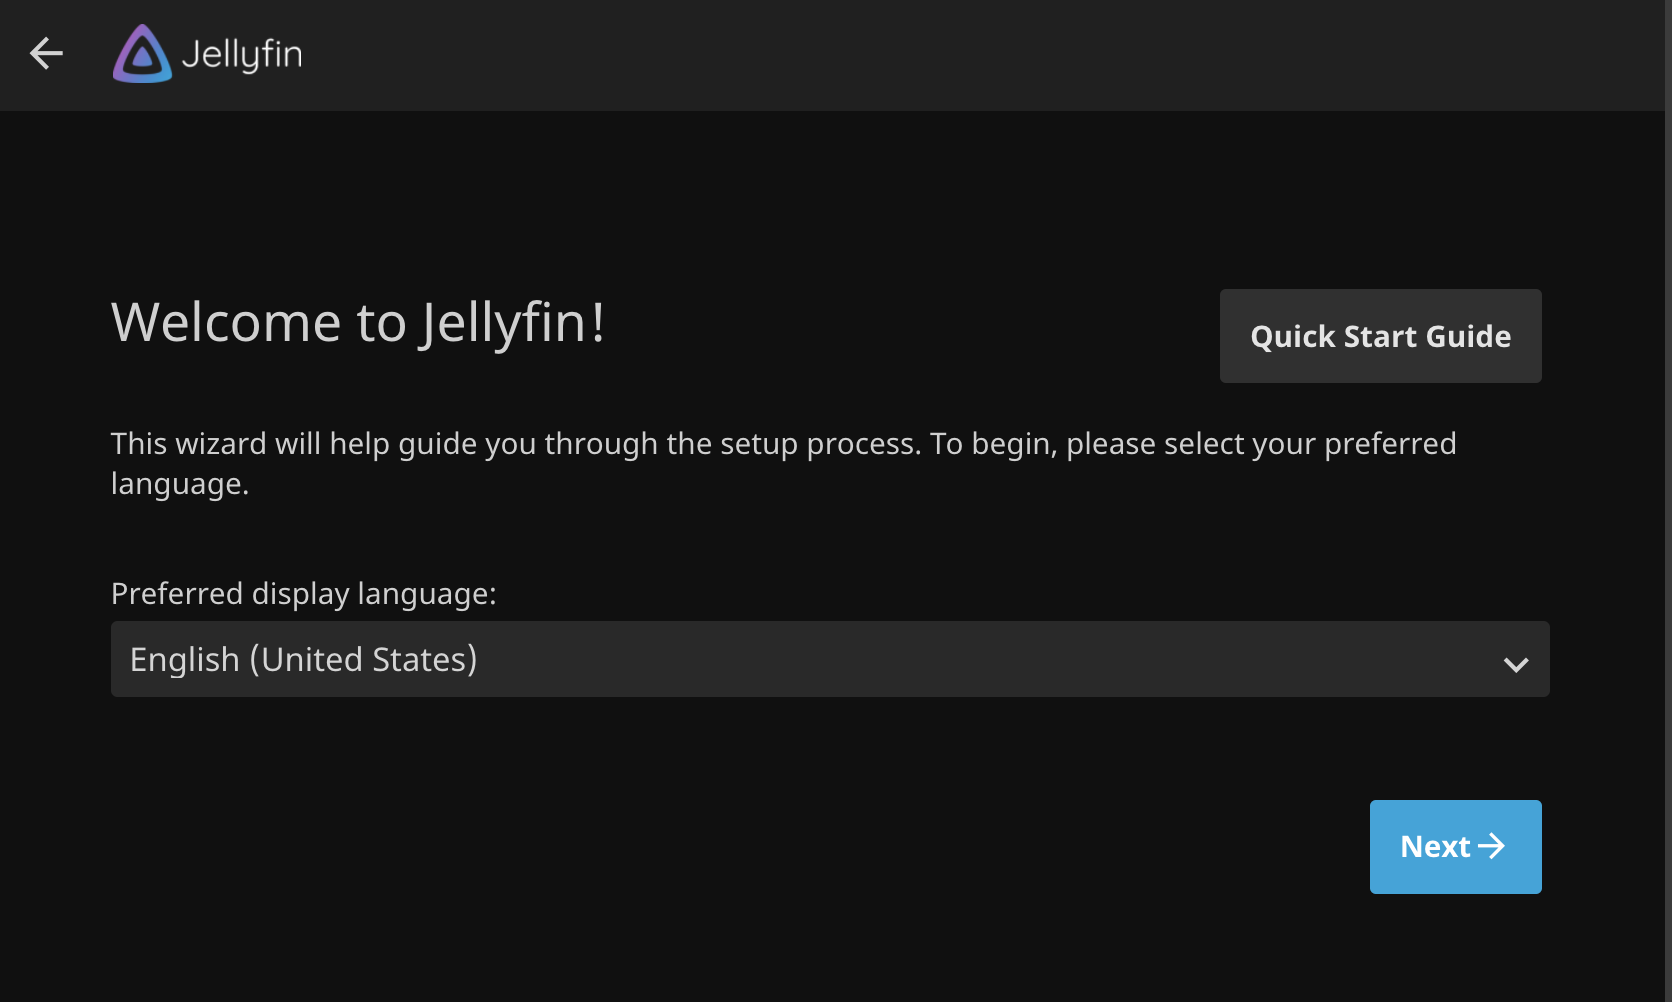 Jellyfin
Welcome to Jellyfin!
Quick Start Guide
This wizard will help guide you through the setup process. To begin, please select your preferred
language.
Preferred display language:
English (United States)
Next